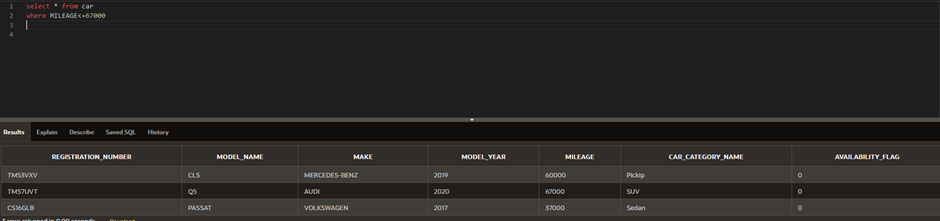 1 select * from car
2 where MILEAGE<=67000
3
4
Results Explain Describe Saved SQL History
REGISTRATION_NUMBER MODEL_NAME MAKE MODEL_YEAR MILEAGE CAR_CATEGORY_NAME AVAILABILITY_FLAG
TM53VXV CLS MERCEDES-BENZ 2019 60000 Pickip 0
TM57UVT Q5 AUDI 2020 67000 SUV 0
CS16GLB PASSAT VOLKSWAGEN 2017 37000 Sedan 0
rows returned in 0.00 seconds Download